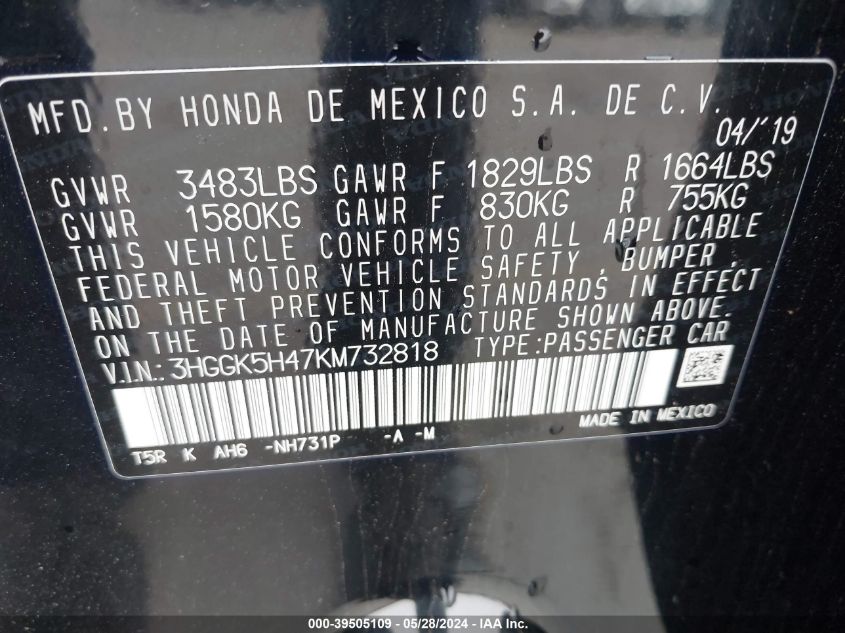 MFD.BY HONDA DE MEXICO S.A. DE C.V.
04/'19
GVWR 3483LBS GAWR F 1829LBS R 1664LBS
GVWR 1580KG GAWR F 830KG R 755KG
THIS VEHICLE CONFORMS TO ALL APPLICABLE
FEDERAL MOTOR VEHICLE SAFETY, BUMPER,
AND THEFT PREVENTION STANDARDS IN EFFECT
ON THE DATE OF MANUFACTURE SHOWN ABOVE.
V.I.N.: 3HGGK5H47KM732818 TYPE:PASSENGER CAR
MADE IN MEXICO
T5R K AH6 -NH731P -A -M
000-39505109 - 05/28/2024 - IAAI.COM